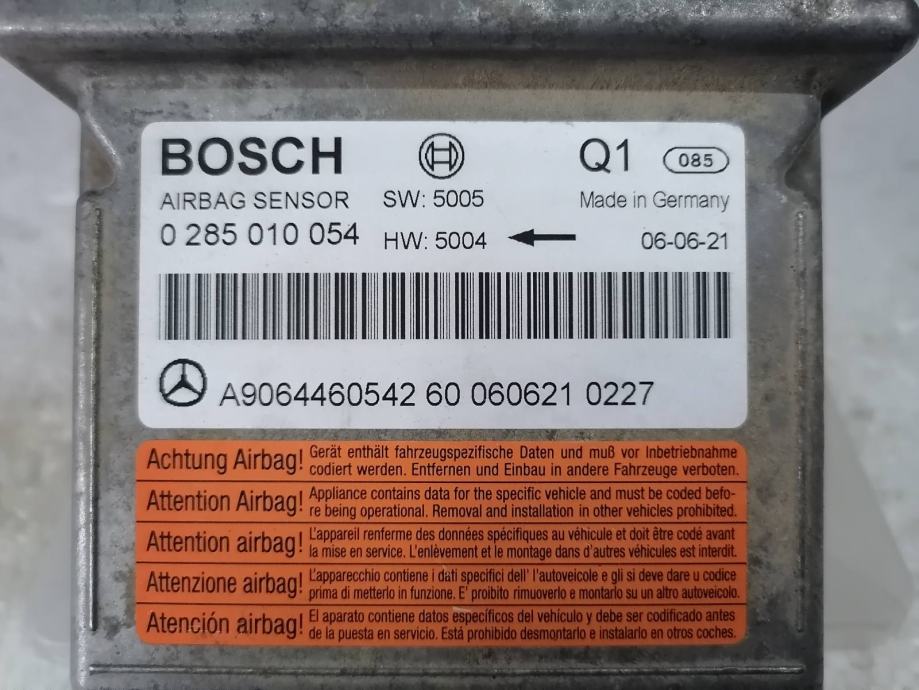 BOSCH Q1 085
AIRBAG SENSOR SW: 5005 Made in Germany
0 285 010 054 HW: 5004 06-06-21
A9064460542 60 060621 0227
Achtung Airbag! Gerät enthält fahrzeugspezifische Daten und muß vor Inbetriebnahme
codiert werden. Entfernen und Einbau in andere Fahrzeuge verboten.
Attention Airbag! Appliance contains data for the specific vehicle and must be coded befo-
re being operational. Removal and installation in other vehicles prohibited.
Attention airbag! L'appareil renferme des données spécifiques au véhicule et doit être codé avant
la mise en service. L'enlèvement et le montage dans d'autres véhicules est interdit.
Attenzione airbag! L'apparecchio contiene i dati specifici dell' l'autoveicole e gli si deve dare u codice
prima di metterlo in funzione. E' proibito rimuoverlo e montarlo su un altro autoveicolo.
Atención airbag! El aparato contiene datos específicos del vehículo y debe ser codificado antes
de la puesta en servicio. Está prohibido desmontarlo e instalarlo en otros coches.